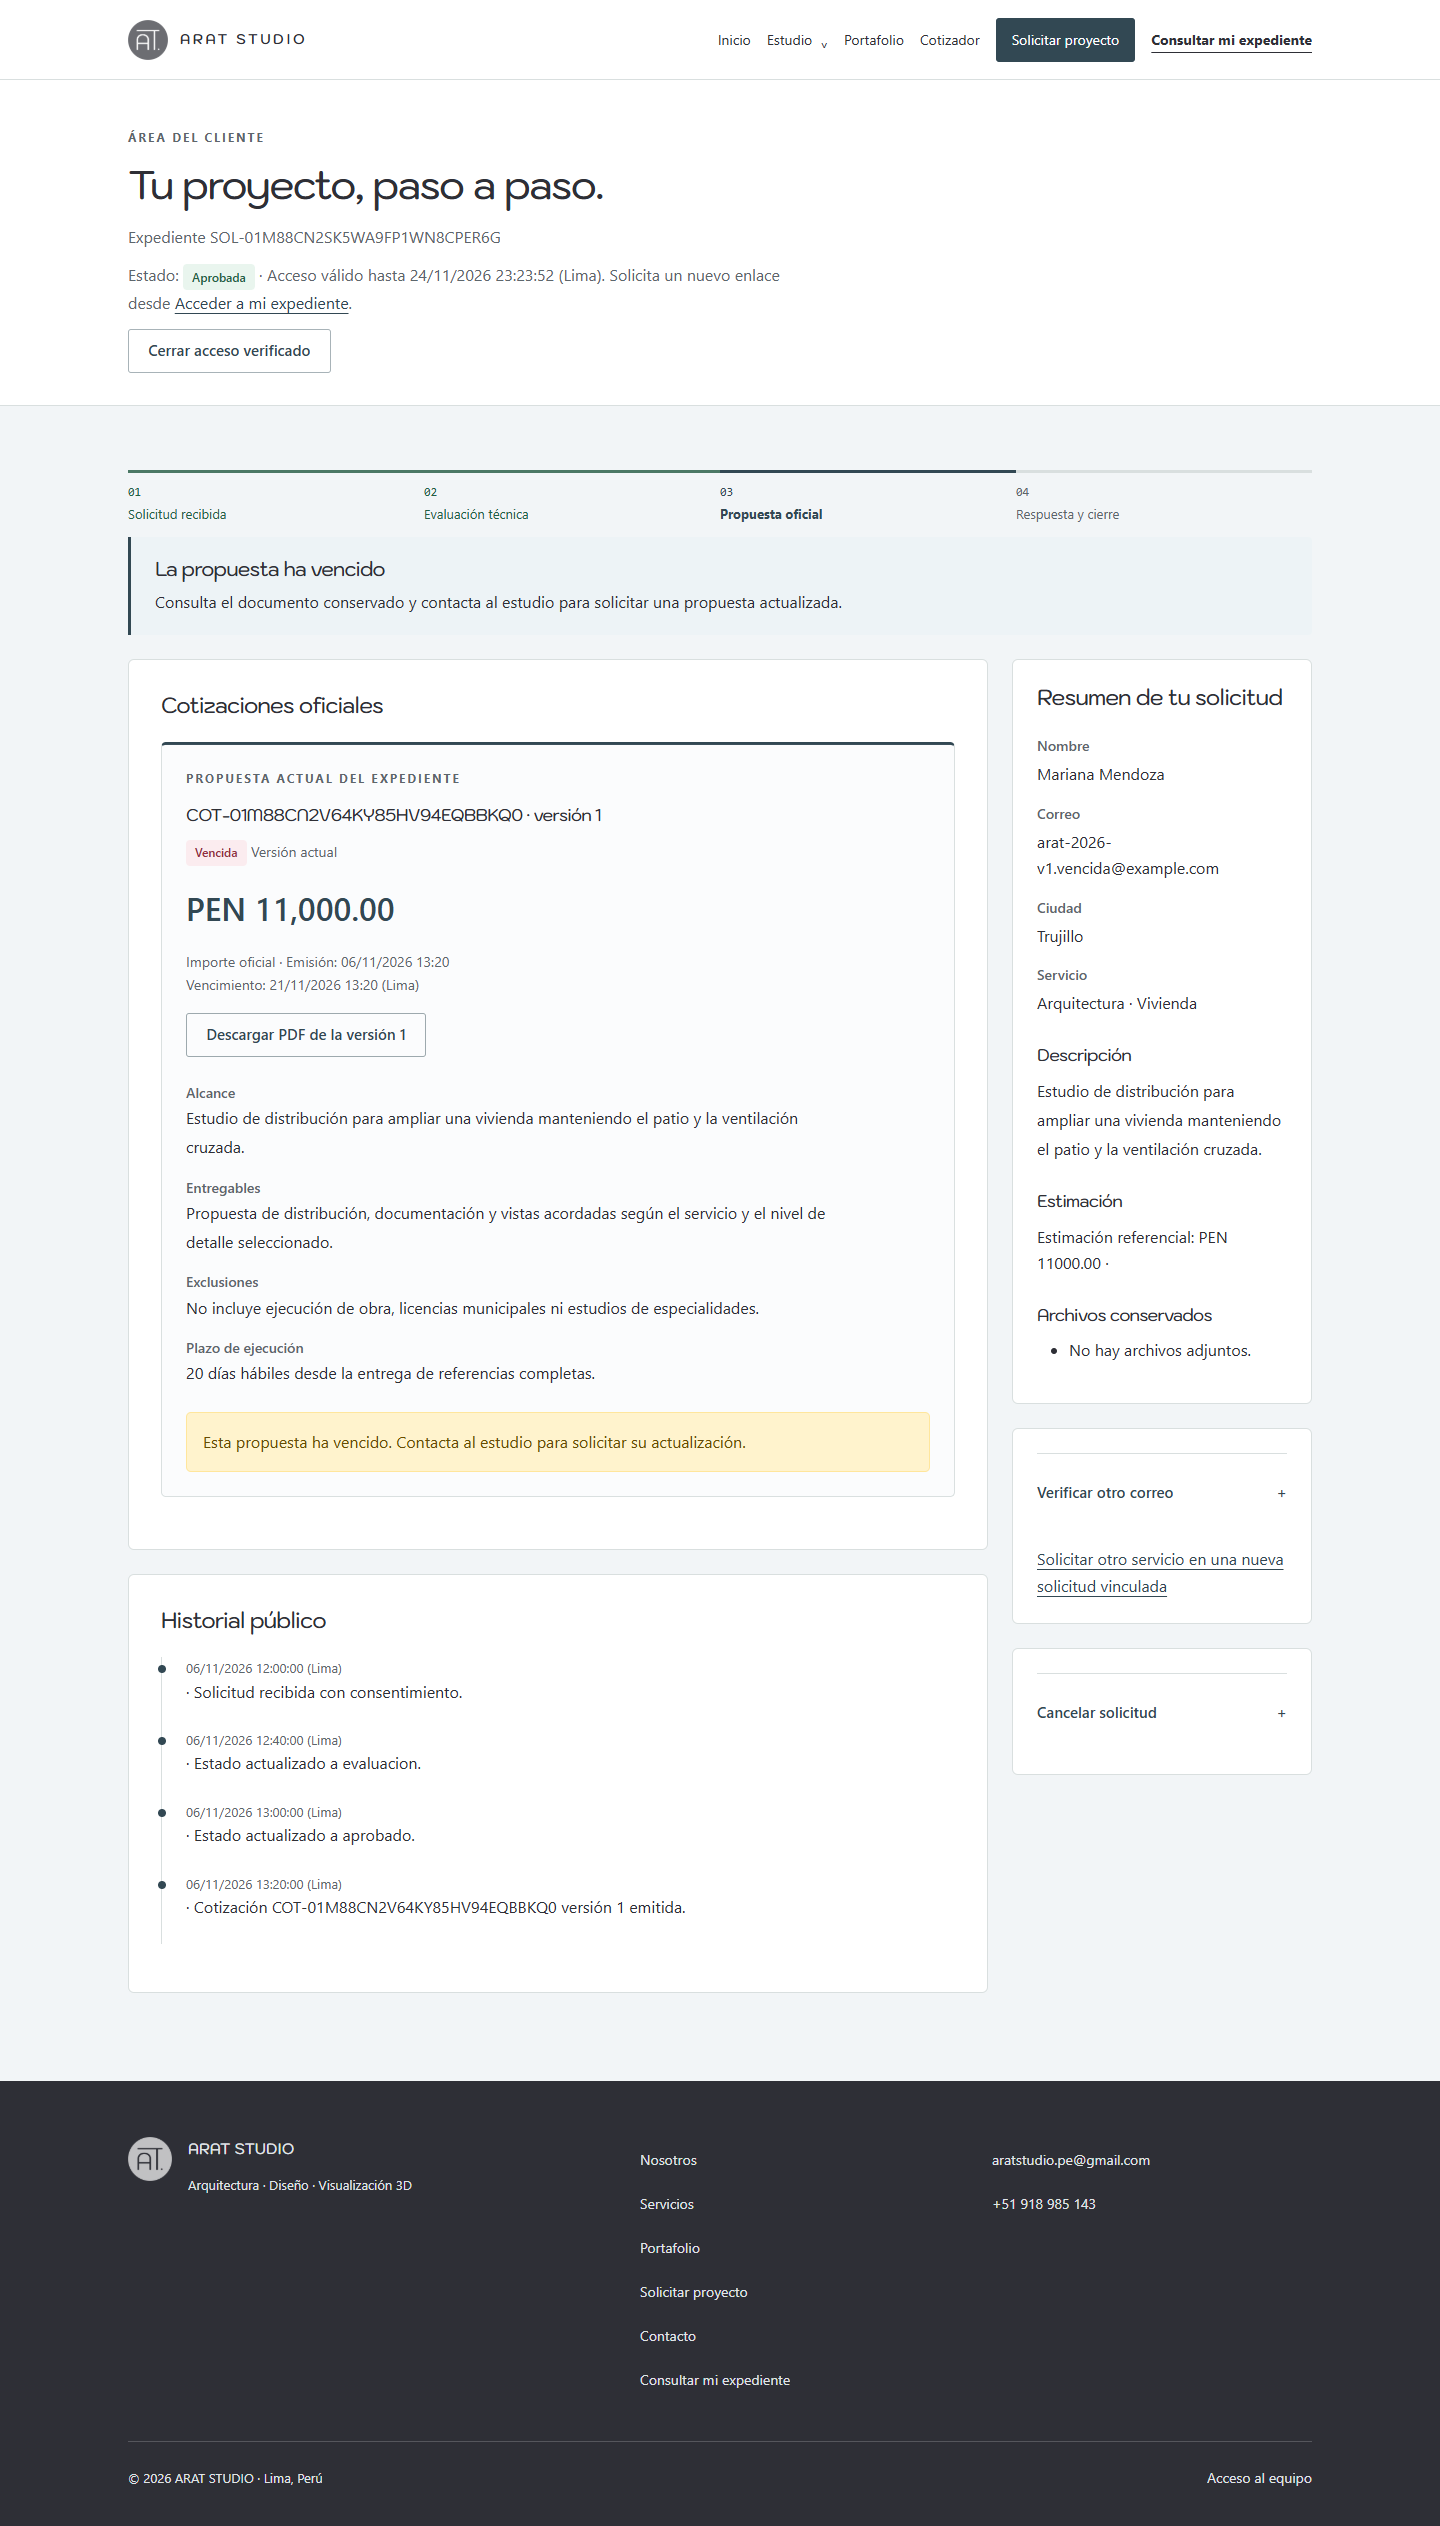 AT.
ARAT STUDIO
Inicio
Estudio
Portafolio
Cotizador
Solicitar proyecto
Consultar mi expediente
ÁREA DEL CLIENTE
Tu proyecto, paso a paso.
Expediente SOL-01M88CN2SK5WA9FP1WN8CPER6G
Estado: Aprobada · Acceso válido hasta 24/11/2026 23:23:52 (Lima). Solicita un nuevo enlace
desde Acceder a mi expediente.
Cerrar acceso verificado
01
Solicitud recibida
02
Evaluación técnica
03
Propuesta oficial
04
Respuesta y cierre
La propuesta ha vencido
Consulta el documento conservado y contacta al estudio para solicitar una propuesta actualizada.
Cotizaciones oficiales
PROPUESTA ACTUAL DEL EXPEDIENTE
COT-01M88CN2V64KY85HV94EQBBKQ0 · versión 1
Vencida Versión actual
PEN 11,000.00
Importe oficial · Emisión: 06/11/2026 13:20
Vencimiento: 21/11/2026 13:20 (Lima)
Descargar PDF de la versión 1
Alcance
Estudio de distribución para ampliar una vivienda manteniendo el patio y la ventilación
cruzada.
Entregables
Propuesta de distribución, documentación y vistas acordadas según el servicio y el nivel de
detalle seleccionado.
Exclusiones
No incluye ejecución de obra, licencias municipales ni estudios de especialidades.
Plazo de ejecución
20 días hábiles desde la entrega de referencias completas.
Esta propuesta ha vencido. Contacta al estudio para solicitar su actualización.
Historial público
06/11/2026 12:00:00 (Lima)
· Solicitud recibida con consentimiento.
06/11/2026 12:40:00 (Lima)
· Estado actualizado a evaluacion.
06/11/2026 13:00:00 (Lima)
· Estado actualizado a aprobado.
06/11/2026 13:20:00 (Lima)
· Cotización COT-01M88CN2V64KY85HV94EQBBKQ0 versión 1 emitida.
Resumen de tu solicitud
Nombre
Mariana Mendoza
Correo
arat-2026-
v1.vencida@example.com
Ciudad
Trujillo
Servicio
Arquitectura · Vivienda
Descripción
Estudio de distribución para
ampliar una vivienda manteniendo
el patio y la ventilación cruzada.
Estimación
Estimación referencial: PEN
11000.00 ·
Archivos conservados
• No hay archivos adjuntos.
Verificar otro correo +
Solicitar otro servicio en una nueva
solicitud vinculada
Cancelar solicitud +
AT.
ARAT STUDIO
Arquitectura · Diseño · Visualización 3D
Nosotros
Servicios
Portafolio
Solicitar proyecto
Contacto
Consultar mi expediente
aratstudio.pe@gmail.com
+51 918 985 143
© 2026 ARAT STUDIO · Lima, Perú
Acceso al equipo